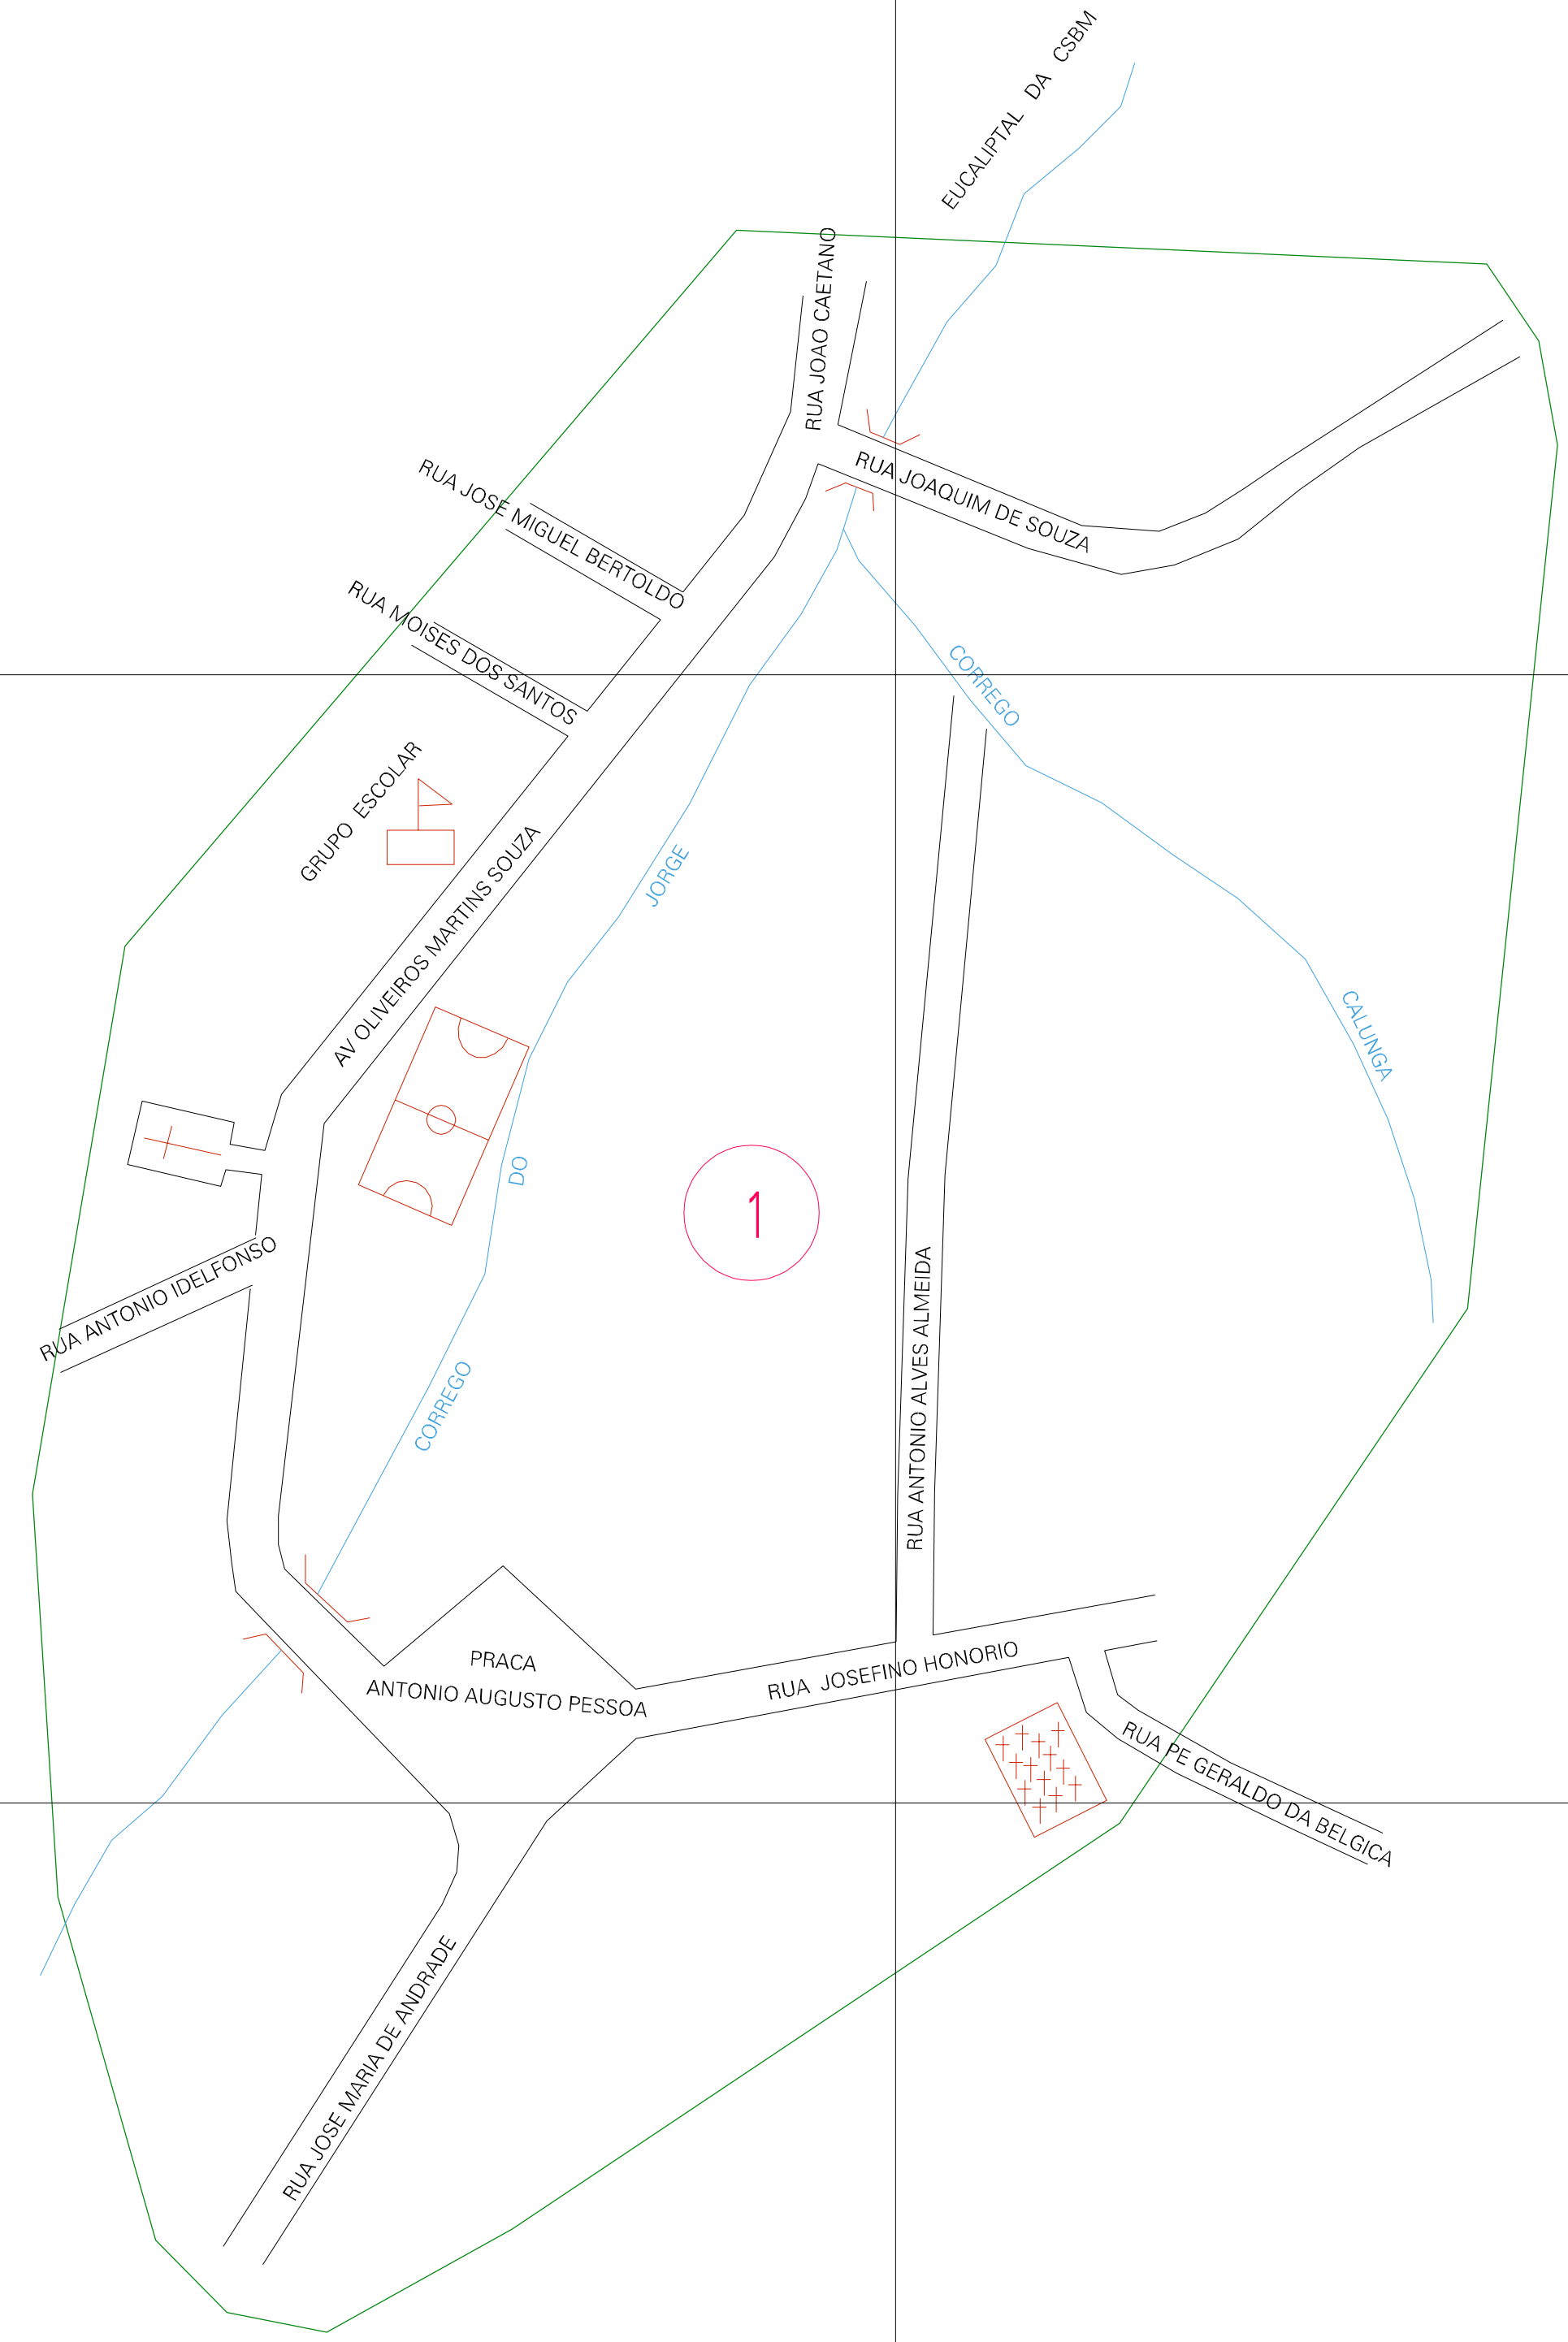 EUCALIPTAL DA CSBM
RUA JOAO CAETANO
RUA JOAQUIM DE SOUZA
RUA JOSE MIGUEL BERTOLDO
RUA MOISES DOS SANTOS
CORREGO
GRUPO ESCOLAR
AV OLIVEIROS MARTINS SOUZA
JORGE
CALUNGA
DO
1
RUA ANTONIO IDELFONSO
CORREGO
RUA ANTONIO ALVES ALMEIDA
PRACA
ANTONIO AUGUSTO PESSOA
RUA JOSEFINO HONORIO
RUA PE GERALDO DA BELGICA
RUA JOSE MARIA DE ANDRADE